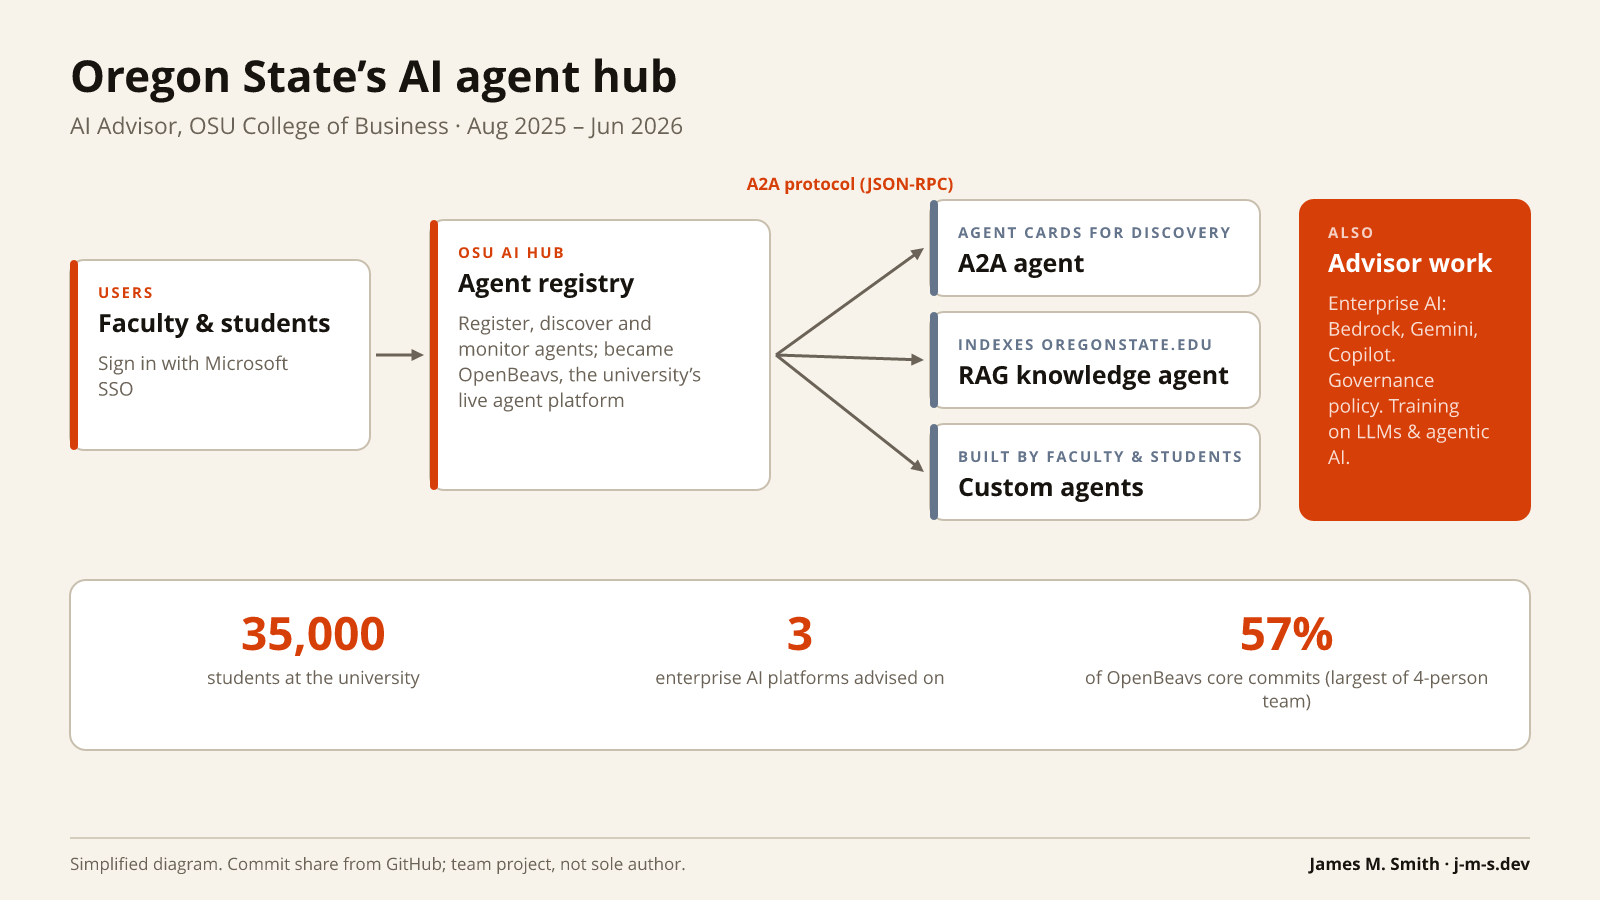 Oregon State’s AI agent hub
AI Advisor, OSU College of Business · Aug 2025 – Jun 2026
A2A protocol (JSON-RPC)
USERS
Faculty & students
Sign in with Microsoft
SSO
OSU AI HUB
Agent registry
Register, discover and
monitor agents; became
OpenBeavs, the university’s
live agent platform
AGENT CARDS FOR DISCOVERY
A2A agent
INDEXES OREGONSTATE.EDU
RAG knowledge agent
BUILT BY FACULTY & STUDENTS
Custom agents
ALSO
Advisor work
Enterprise AI:
Bedrock, Gemini,
Copilot.
Governance
policy. Training
on LLMs & agentic
AI.
35,000
students at the university
3
enterprise AI platforms advised on
57%
of OpenBeavs core commits (largest of 4-person
team)
Simplified diagram. Commit share from GitHub; team project, not sole author.
James M. Smith · j-m-s.dev